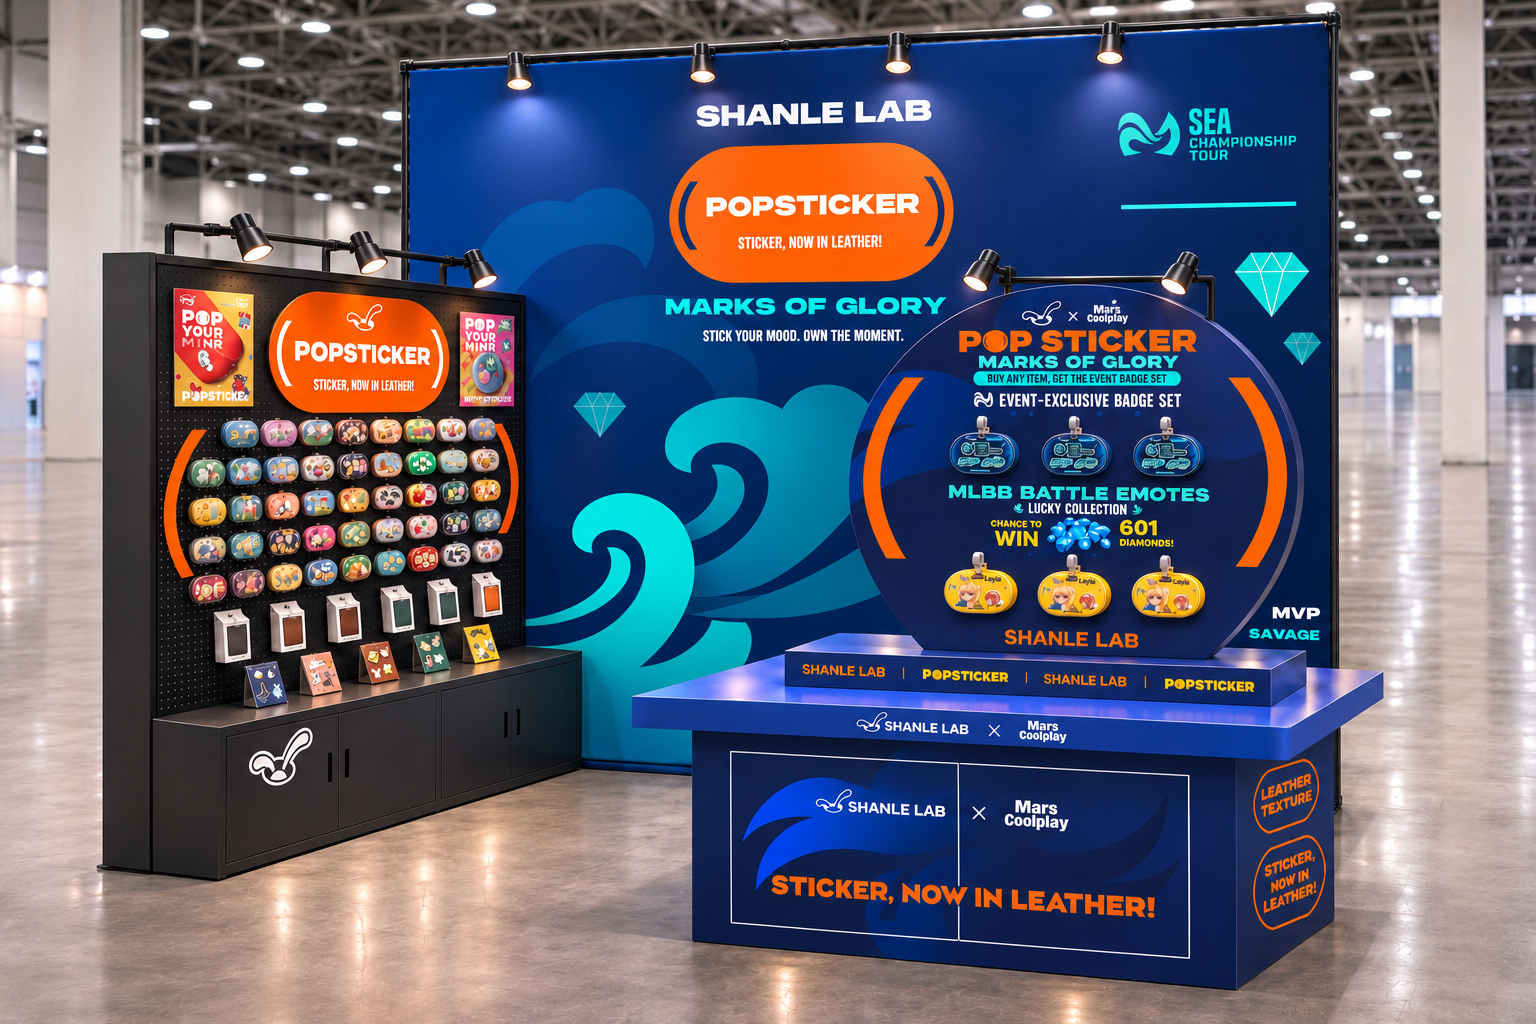 SHANLE LAB
POPSTICKER
STICKER, NOW IN LEATHER!
MARKS OF GLORY
STICK YOUR MOOD. OWN THE MOMENT.
SEA
CHAMPIONSHIP
TOUR
MVP
SAVAGE
POP
YOUR
MINR
POPSTICKE
POPSTICKER
STICKER, NOW IN LEATHER!
POP
YOUR
MINR
× Mars
Coolplay
POP STICKER
MARKS OF GLORY
BUY ANY ITEM, GET THE EVENT BADGE SET
EVENT-EXCLUSIVE BADGE SET
MLBB BATTLE EMOTES
LUCKY COLLECTION
CHANCE TO
WIN
601
DIAMONDS!
Layla
Layla
Layla
SHANLE LAB
SHANLE LAB | POPSTICKER | SHANLE LAB | POPSTICKER
SHANLE LAB × Mars
Coolplay
SHANLE LAB × Mars
Coolplay
STICKER, NOW IN LEATHER!
LEATHER
TEXTURE
STICKER,
NOW IN
LEATHER!